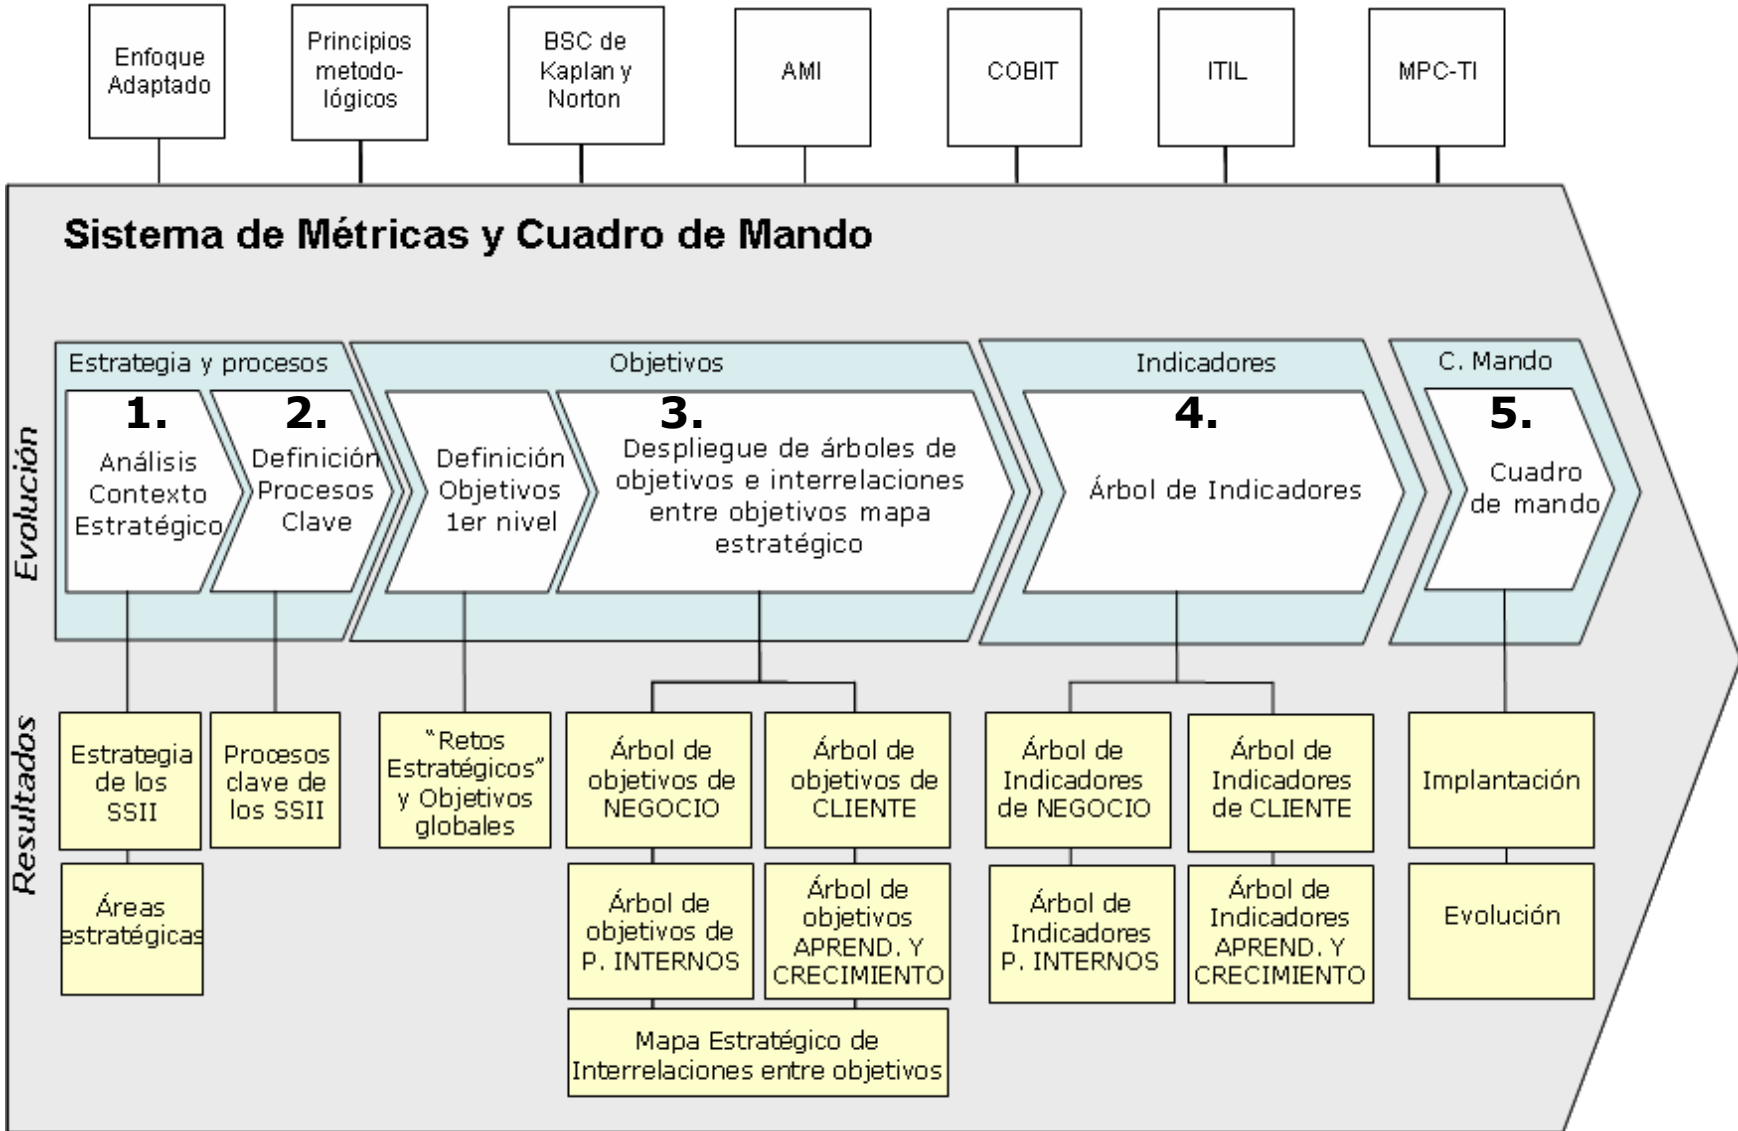 Enfoque
Adaptado
Principios
metodo-
lógicos
BSC de
Kaplan y
Norton
AMI
COBIT
ITIL
MPC-TI
Sistema de Métricas y Cuadro de Mando
Evolución
Estrategia y procesos
1.
Análisis
Contexto
Estratégico
2.
Definición
Procesos
Clave
Objetivos
Definición
Objetivos
1er nivel
3.
Despliegue de árboles de
objetivos e interrelaciones
entre objetivos mapa
estratégico
Indicadores
4.
Árbol de Indicadores
C. Mando
5.
Cuadro
de mando
Resultados
Estrategia
de los
SSII
Áreas
estratégicas
Procesos
clave de
los SSII
“Retos
Estratégicos”
y Objetivos
globales
Árbol de
objetivos de
NEGOCIO
Árbol de
objetivos de
CLIENTE
Árbol de
objetivos de
P. INTERNOS
Árbol de
objetivos
APREND. Y
CRECIMIENTO
Mapa Estratégico de
Interrelaciones entre objetivos
Árbol de
Indicadores
de NEGOCIO
Árbol de
Indicadores
de CLIENTE
Árbol de
Indicadores
P. INTERNOS
Árbol de
Indicadores
APREND. Y
CRECIMIENTO
Implantación
Evolución